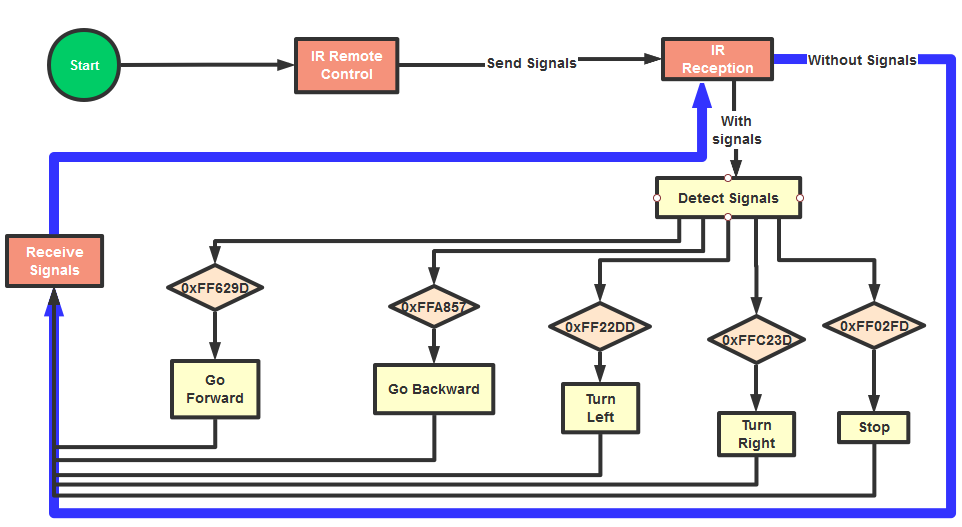 Start
IR Remote
Control
Send Signals
IR
Reception
Without Signals
With
signals
Detect Signals
Receive
Signals
0xFF629D
0xFFA857
0xFF22DD
0xFFC23D
0xFF02FD
Go
Forward
Go Backward
Turn
Left
Turn
Right
Stop